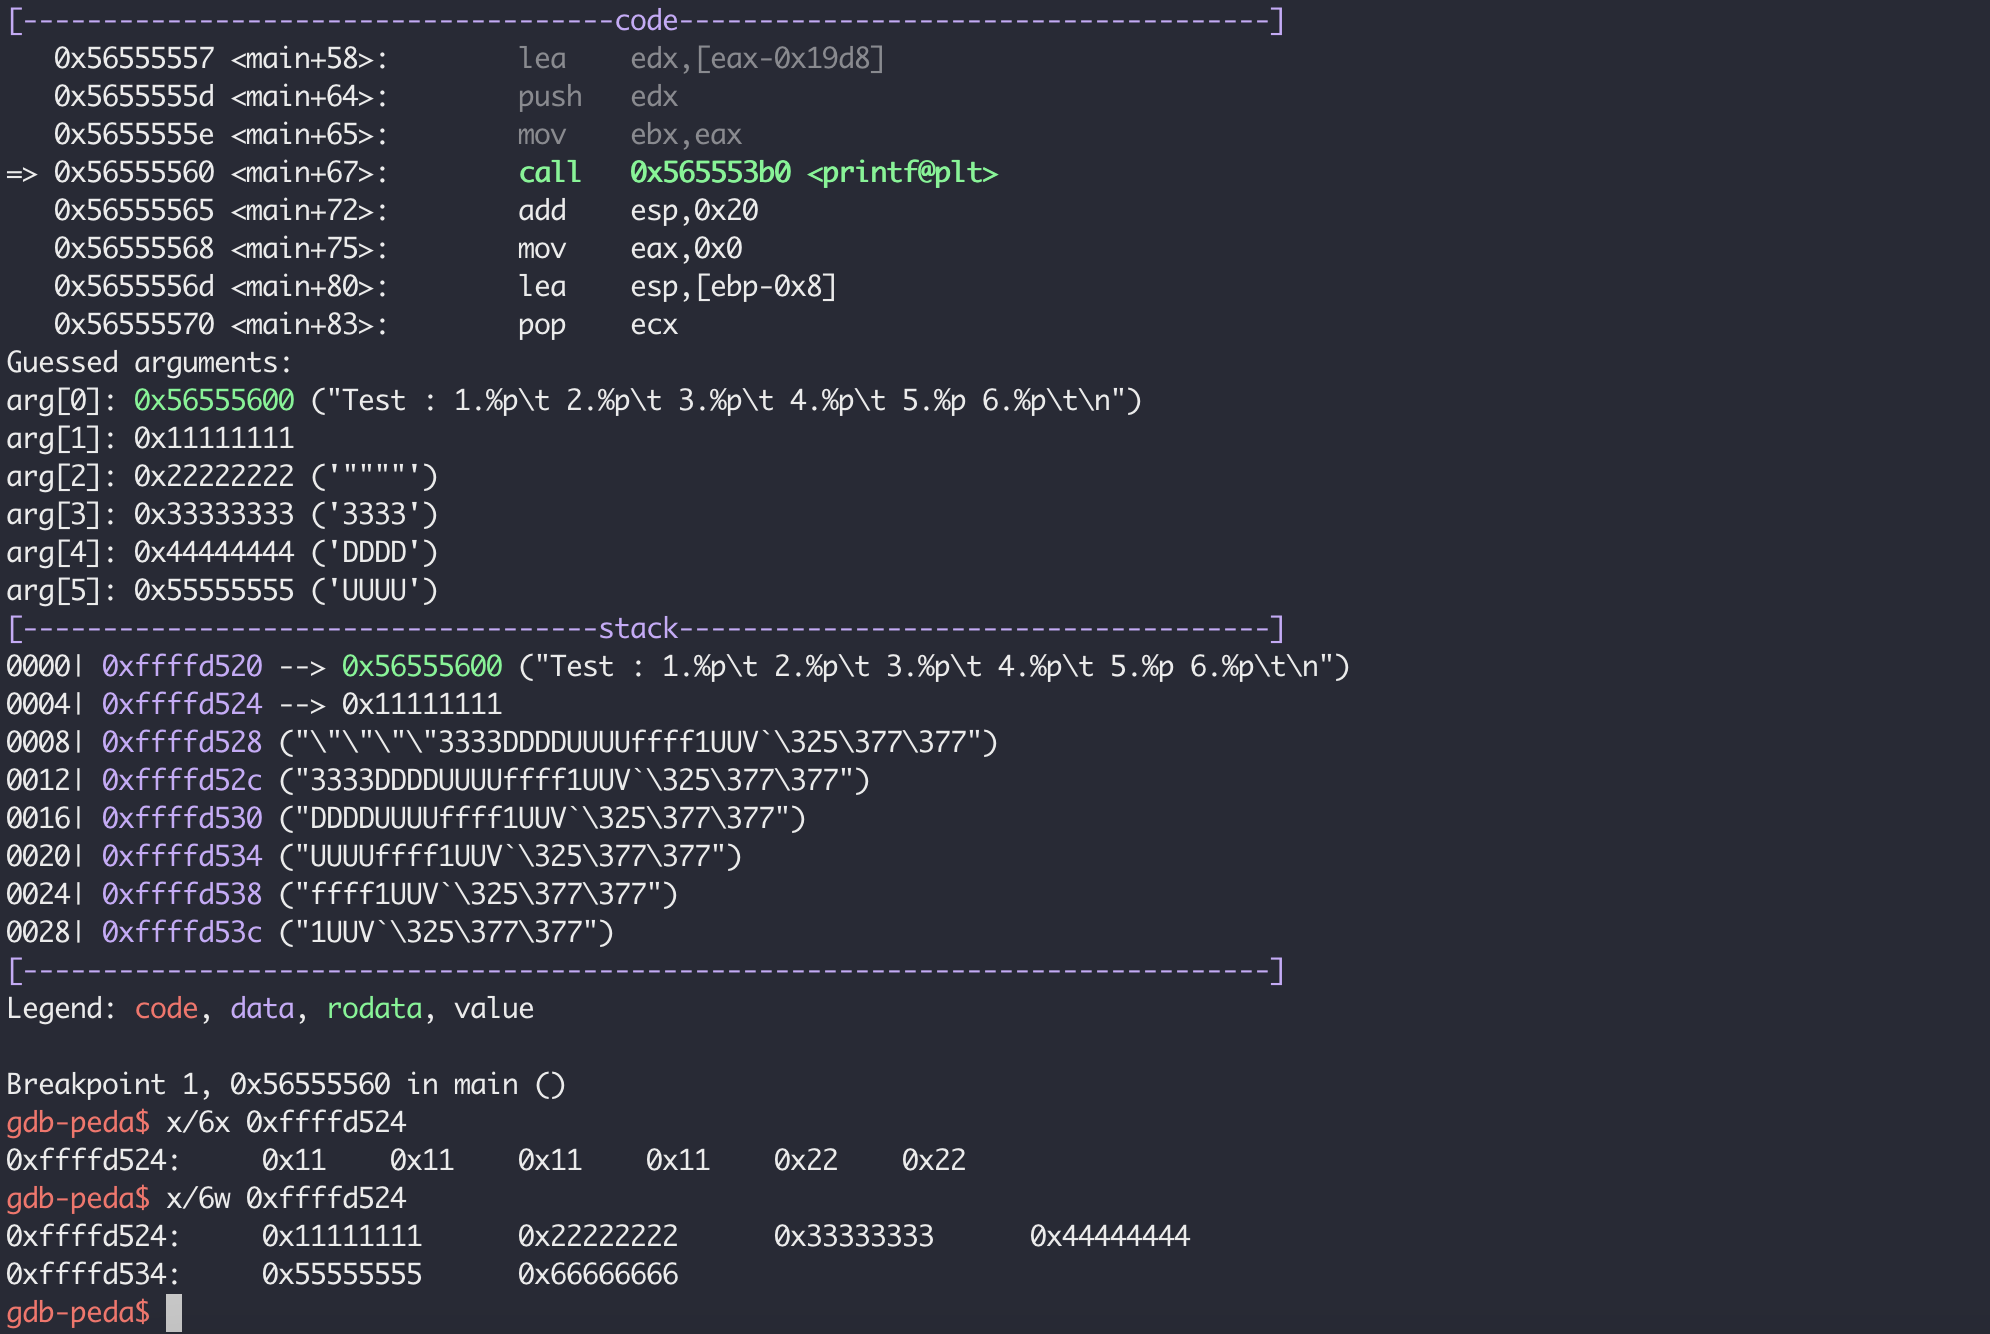 [-------------------------------------code-------------------------------------]
   0x56555557 <main+58>:        lea    edx,[eax-0x19d8]
   0x5655555d <main+64>:        push   edx
   0x5655555e <main+65>:        mov    ebx,eax
=> 0x56555560 <main+67>:        call   0x565553b0 <printf@plt>
   0x56555565 <main+72>:        add    esp,0x20
   0x56555568 <main+75>:        mov    eax,0x0
   0x5655556d <main+80>:        lea    esp,[ebp-0x8]
   0x56555570 <main+83>:        pop    ecx
Guessed arguments:
arg[0]: 0x56555600 ("Test : 1.%p\t 2.%p\t 3.%p\t 4.%p\t 5.%p 6.%p\t\n")
arg[1]: 0x11111111
arg[2]: 0x22222222 ('""""')
arg[3]: 0x33333333 ('3333')
arg[4]: 0x44444444 ('DDDD')
arg[5]: 0x55555555 ('UUUU')
[------------------------------------stack-------------------------------------]
0000| 0xffffd520 --> 0x56555600 ("Test : 1.%p\t 2.%p\t 3.%p\t 4.%p\t 5.%p 6.%p\t\n")
0004| 0xffffd524 --> 0x11111111
0008| 0xffffd528 ("\"\"\"\"3333DDDDUUUUffff1UUV`\325\377\377")
0012| 0xffffd52c ("3333DDDDUUUUffff1UUV`\325\377\377")
0016| 0xffffd530 ("DDDDUUUUffff1UUV`\325\377\377")
0020| 0xffffd534 ("UUUUffff1UUV`\325\377\377")
0024| 0xffffd538 ("ffff1UUV`\325\377\377")
0028| 0xffffd53c ("1UUV`\325\377\377")
[------------------------------------------------------------------------------]
Legend: code, data, rodata, value
Breakpoint 1, 0x56555560 in main ()
gdb-peda$ x/6x 0xffffd524
0xffffd524:     0x11    0x11    0x11    0x11    0x22    0x22
gdb-peda$ x/6w 0xffffd524
0xffffd524:     0x11111111      0x22222222      0x33333333      0x44444444
0xffffd534:     0x55555555      0x66666666
gdb-peda$